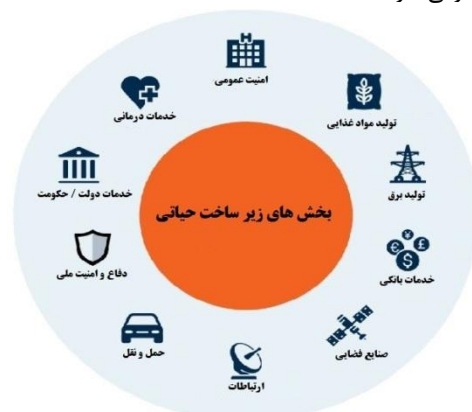 امنیت عمومی
تولید مواد غذایی
تولید برق
خدمات بانکی
صنایع فضایی
ارتباطات
حمل و نقل
دفاع و امنیت ملی
خدمات دولت / حکومت
خدمات درمانی
بخش های زیر ساخت حیاتی